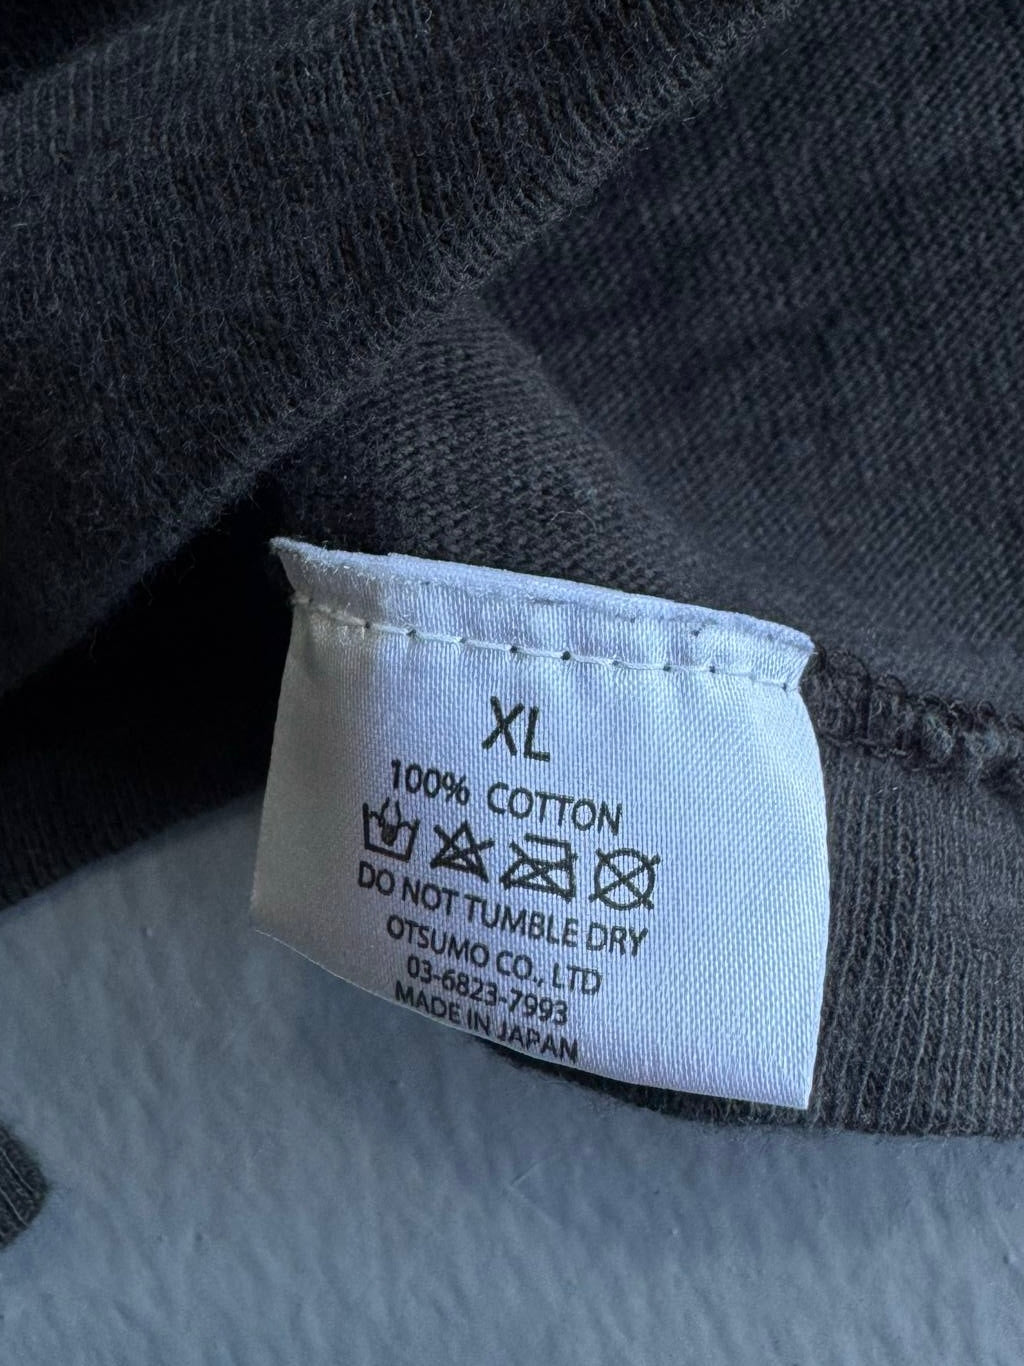 XL
100% COTTON
DO NOT TUMBLE DRY
OTSUMO CO., LTD
03-6823-7993
MADE IN JAPAN